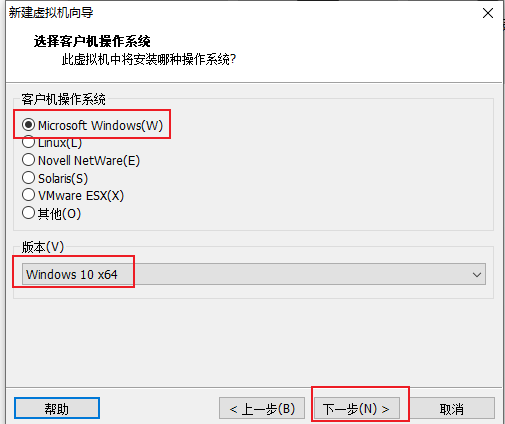 新建虚拟机向导
选择客户机操作系统
此虚拟机中将安装哪种操作系统?
客户机操作系统
Microsoft Windows(W)
Linux(L)
Novell NetWare(E)
Solaris(S)
VMware ESX(X)
其他(O)
版本(V)
Windows 10 x64
帮助
< 上一步(B)
下一步(N) >
取消